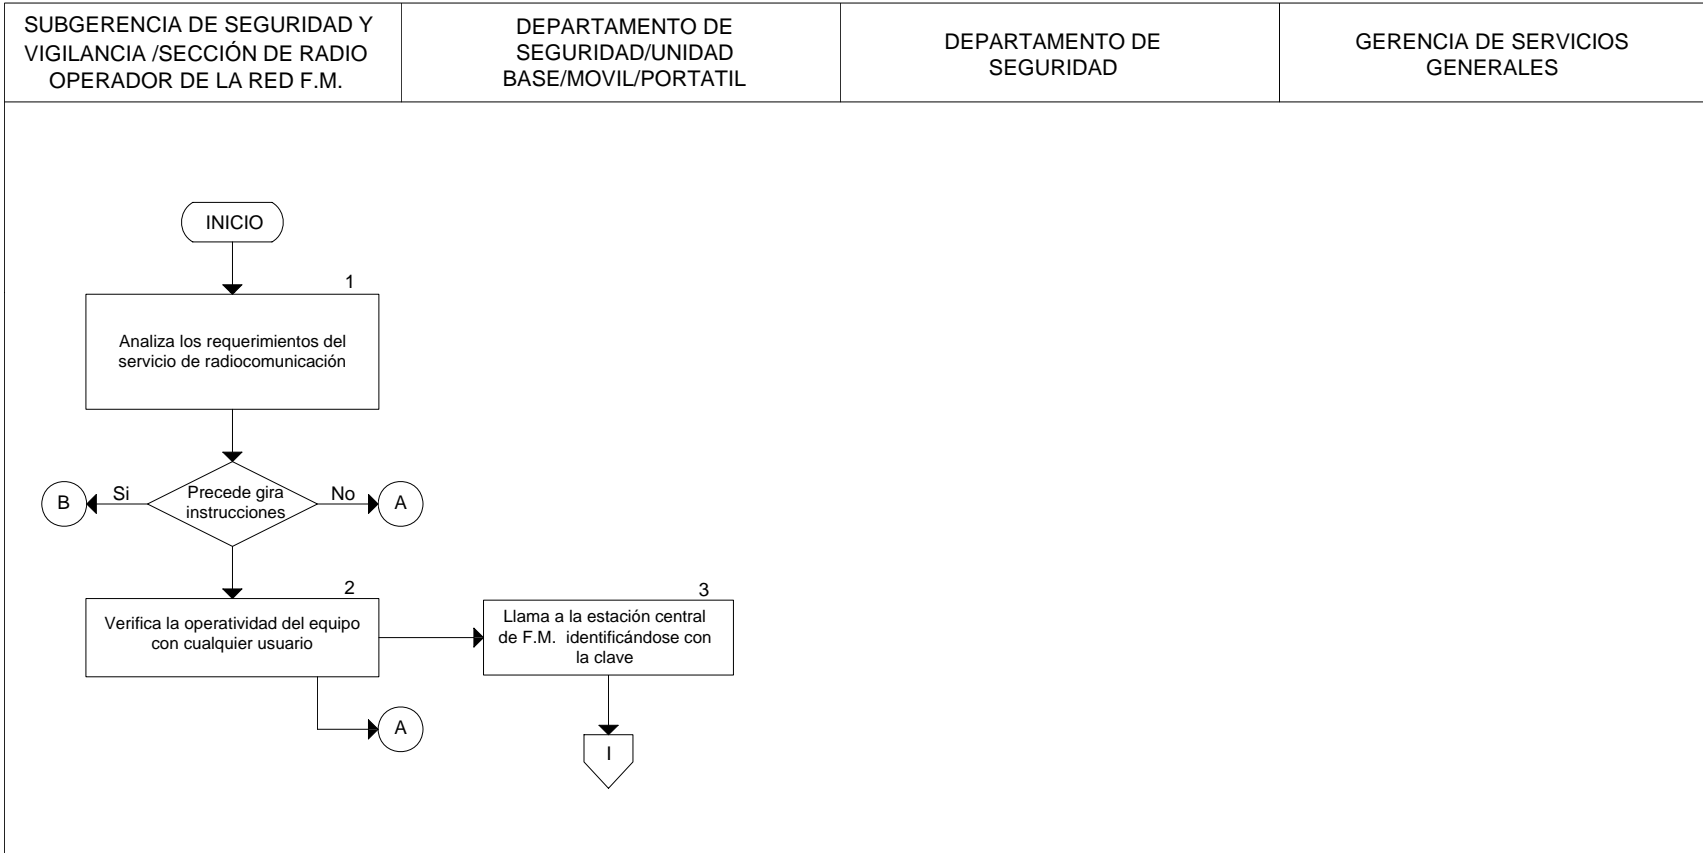 SUBGERENCIA DE SEGURIDAD Y
VIGILANCIA /SECCIÓN DE RADIO
OPERADOR DE LA RED F.M.
DEPARTAMENTO DE
SEGURIDAD/UNIDAD
BASE/MOVIL/PORTATIL
DEPARTAMENTO DE
SEGURIDAD
GERENCIA DE SERVICIOS
GENERALES
INICIO
1
Analiza los requerimientos del
servicio de radiocomunicación
B
Si
Precede gira
instrucciones
No
A
2
Verifica la operatividad del equipo
con cualquier usuario
3
Llama a la estación central
de F.M. identificándose con
la clave
A
I